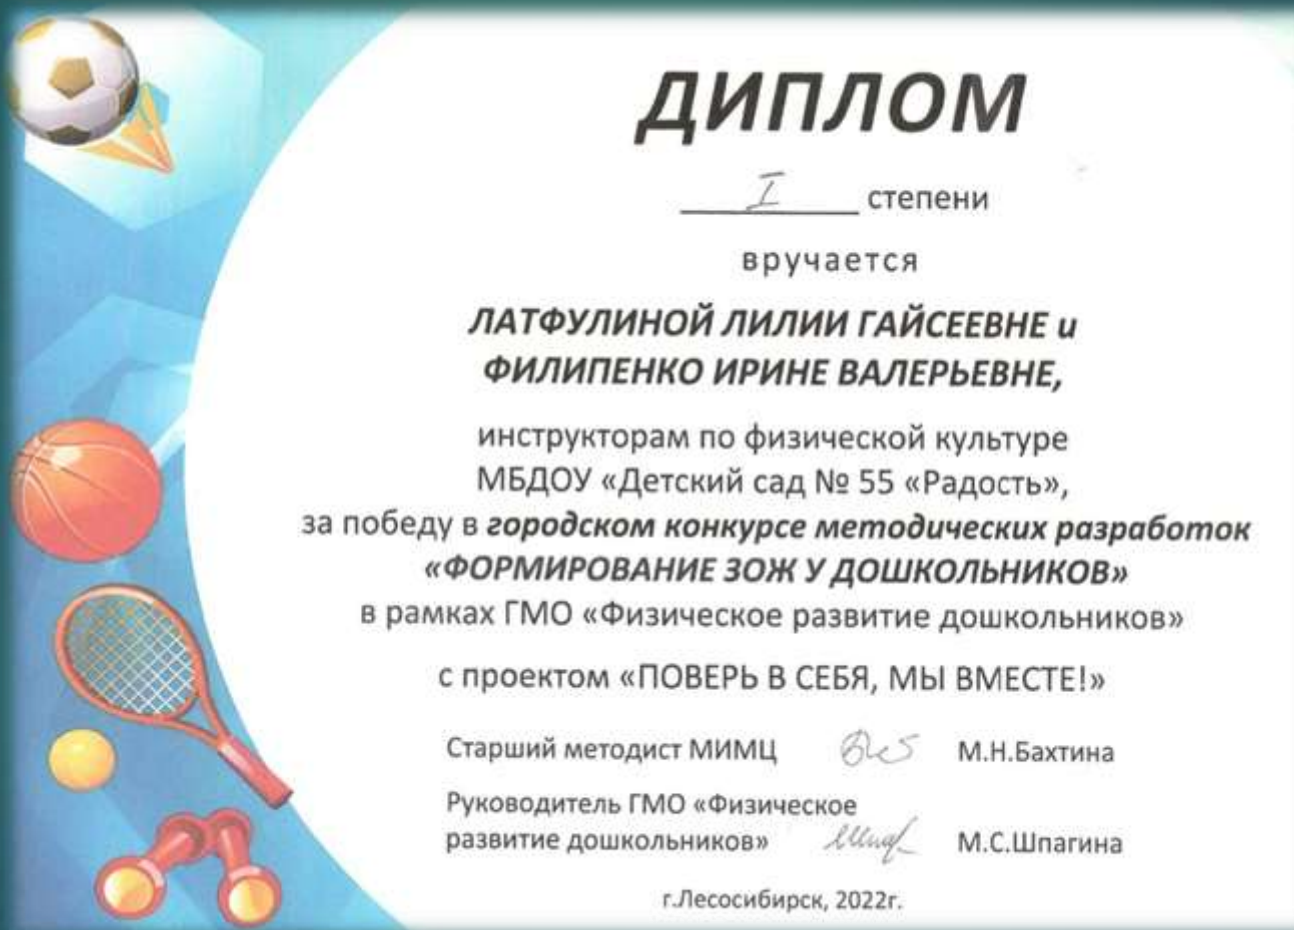 ДИПЛОМ
I степени
вручается
ЛАТФУЛИНОЙ ЛИЛИИ ГАЙСЕЕВНЕ и
ФИЛИПЕНКО ИРИНЕ ВАЛЕРЬЕВНЕ,
инструкторам по физической культуре
МБДОУ «Детский сад № 55 «Радость»,
за победу в городском конкурсе методических разработок
«ФОРМИРОВАНИЕ ЗОЖ У ДОШКОЛЬНИКОВ»
в рамках ГМО «Физическое развитие дошкольников»
с проектом «ПОВЕРЬ В СЕБЯ, МЫ ВМЕСТЕ!»
Старший методист МИМЦ М.Н.Бахтина
Руководитель ГМО «Физическое
развитие дошкольников» М.С.Шпагина
г.Лесосибирск, 2022г.